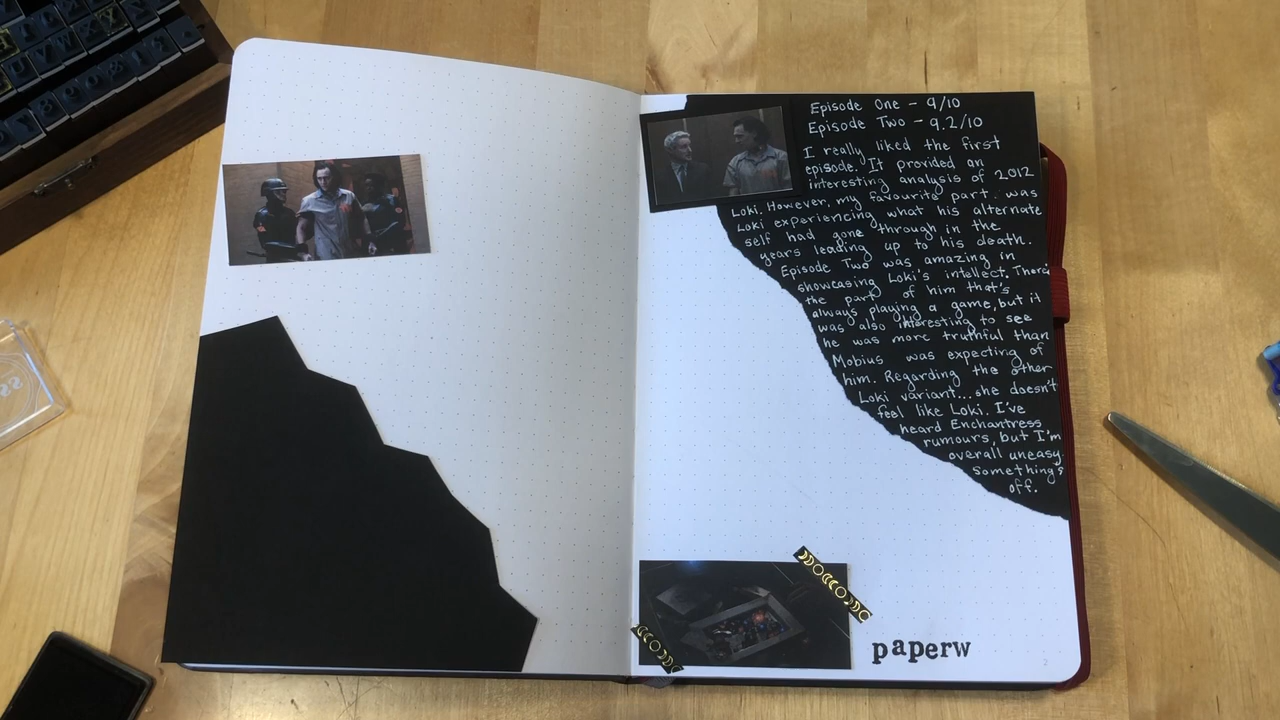 Episode One - 9/10
Episode Two - 9.2/10
I really liked the first
episode. It provided an
interesting analysis of 2012
Loki. However, my favourite part was
Loki experiencing what his alternate
self had gone through in the
years leading up to his death.
Episode Two was amazing in
showcasing Loki's intellect. There
the part of him that's
always playing a game, but it
was also interesting to see
he was more truthful than
Mobius was expecting of
him. Regarding the other
Loki variant... she doesn't
feel like Loki. I've
heard Enchantress
rumours, but I'm
overall uneasy.
Something's
off.
paperw
2